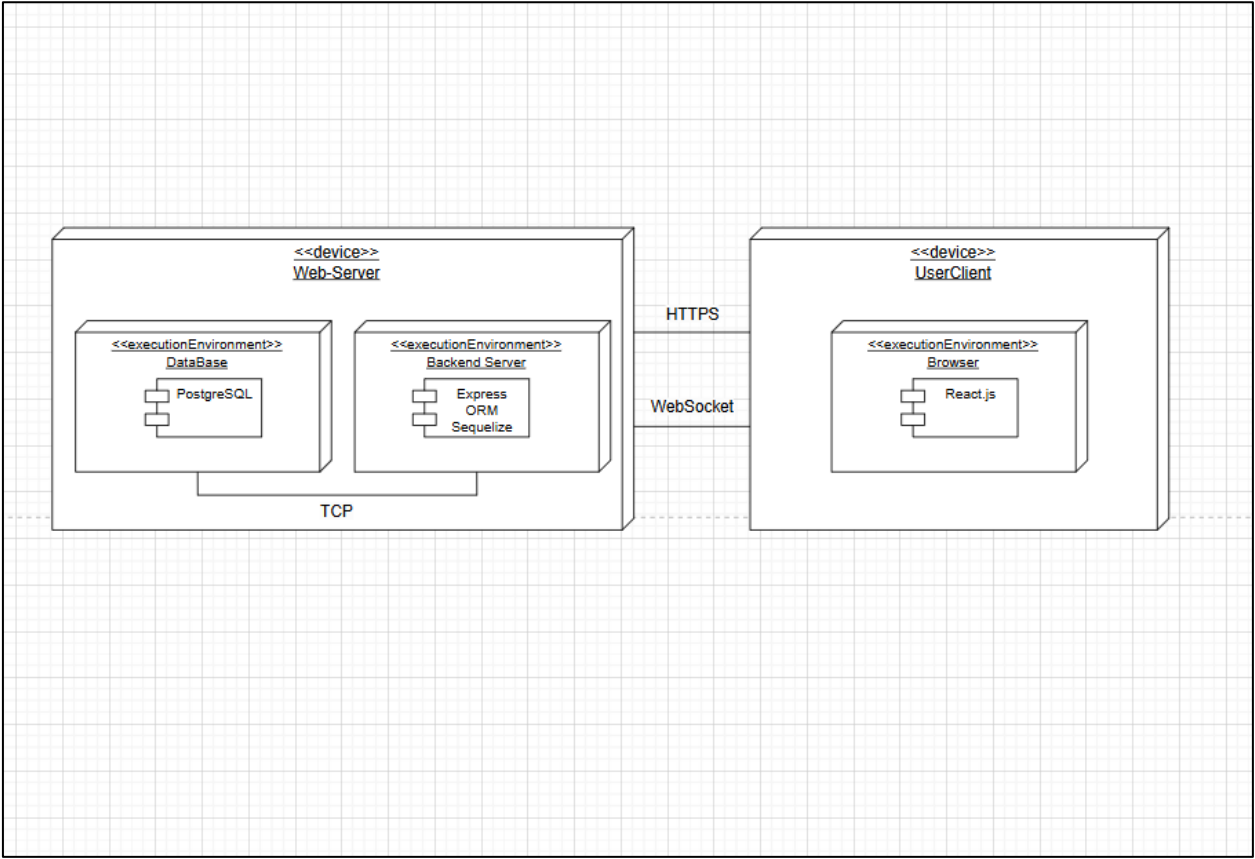 <<device>>
Web-Server
<<executionEnvironment>>
DataBase
PostgreSQL
<<executionEnvironment>>
Backend Server
Express
ORM
Sequelize
TCP
HTTPS
WebSocket
<<device>>
UserClient
<<executionEnvironment>>
Browser
React.js